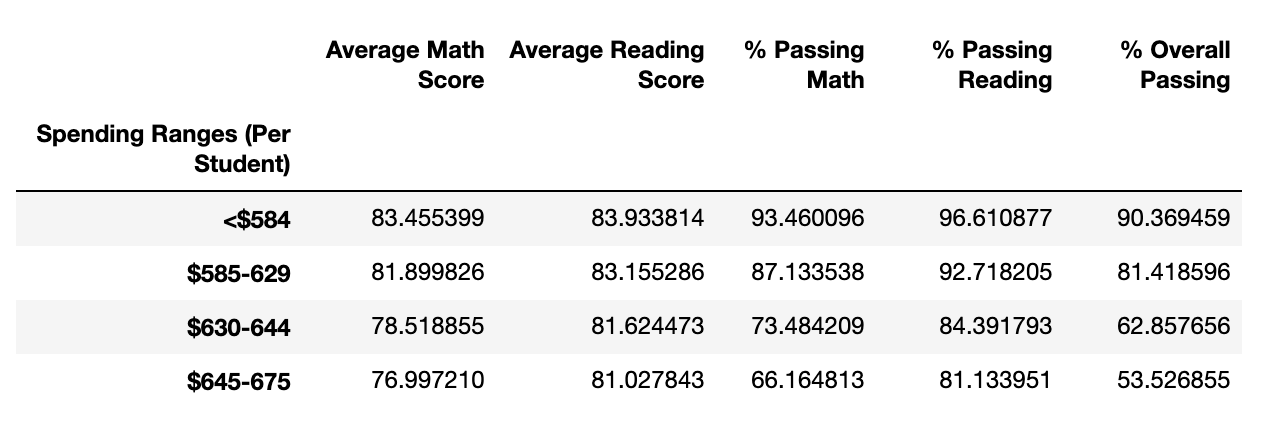 Average Math Average Reading % Passing % Passing % Overall
Score Score Math Reading Passing
Spending Ranges (Per
Student)
<$584 83.455399 83.933814 93.460096 96.610877 90.369459
$585-629 81.899826 83.155286 87.133538 92.718205 81.418596
$630-644 78.518855 81.624473 73.484209 84.391793 62.857656
$645-675 76.997210 81.027843 66.164813 81.133951 53.526855